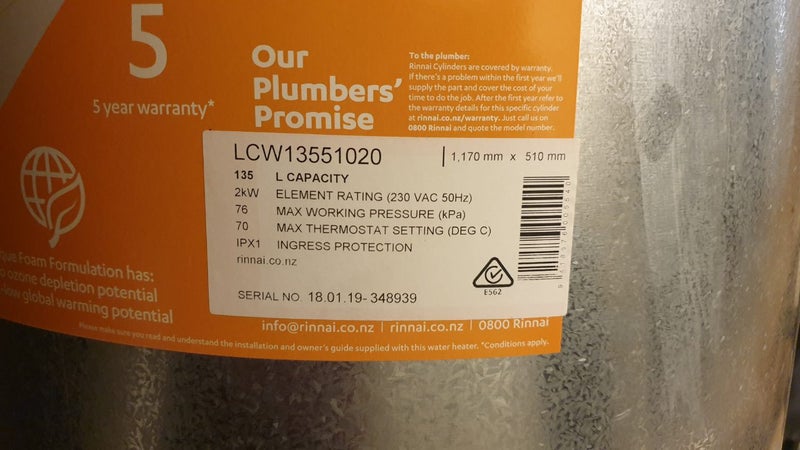 5
5 year warranty*
Our
Plumbers'
Promise
To the plumber:
Rinnai Cylinders are covered by warranty.
If there's a problem within the first year we'll
supply the part and cover the cost of your
time to do the job. After the first year refer to
the warranty details for this specific cylinder
at rinnai.co.nz/warranty. Just call us on
0800 Rinnai and quote the model number.
LCW13551020
1,170 mm x 510 mm
135 L CAPACITY
2kW ELEMENT RATING (230 VAC 50Hz)
76 MAX WORKING PRESSURE (kPa)
70 MAX THERMOSTAT SETTING (DEG C)
IPX1 INGRESS PROTECTION
rinnai.co.nz
E562
SERIAL NO. 18.01.19-348939
Foam Formulation has:
ozone depletion potential
low global warming potential
info@rinnai.co.nz | rinnai.co.nz | 0800 Rinnai
Please make sure you read and understand the installation and owner's guide supplied with this water heater. *Conditions apply.